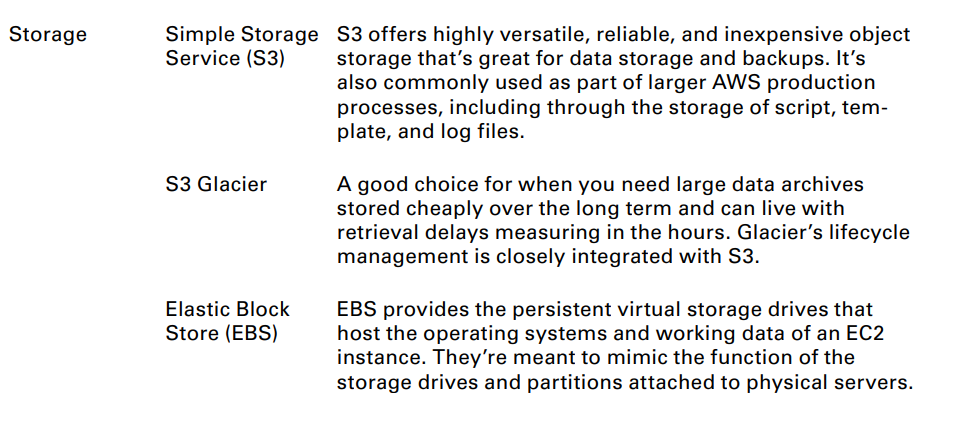 Storage
Simple Storage
Service (S3)
S3 offers highly versatile, reliable, and inexpensive object
storage that’s great for data storage and backups. It’s
also commonly used as part of larger AWS production
processes, including through the storage of script, tem-
plate, and log files.
S3 Glacier
A good choice for when you need large data archives
stored cheaply over the long term and can live with
retrieval delays measuring in the hours. Glacier’s lifecycle
management is closely integrated with S3.
Elastic Block
Store (EBS)
EBS provides the persistent virtual storage drives that
host the operating systems and working data of an EC2
instance. They’re meant to mimic the function of the
storage drives and partitions attached to physical servers.